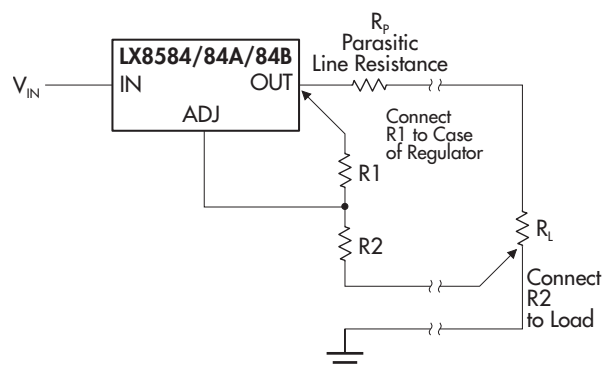 R_P
Parasitic
Line Resistance
LX8584/84A/84B
V_IN
IN
OUT
ADJ
Connect
R1 to Case
of Regulator
R1
R2
R_L
Connect
R2
to Load